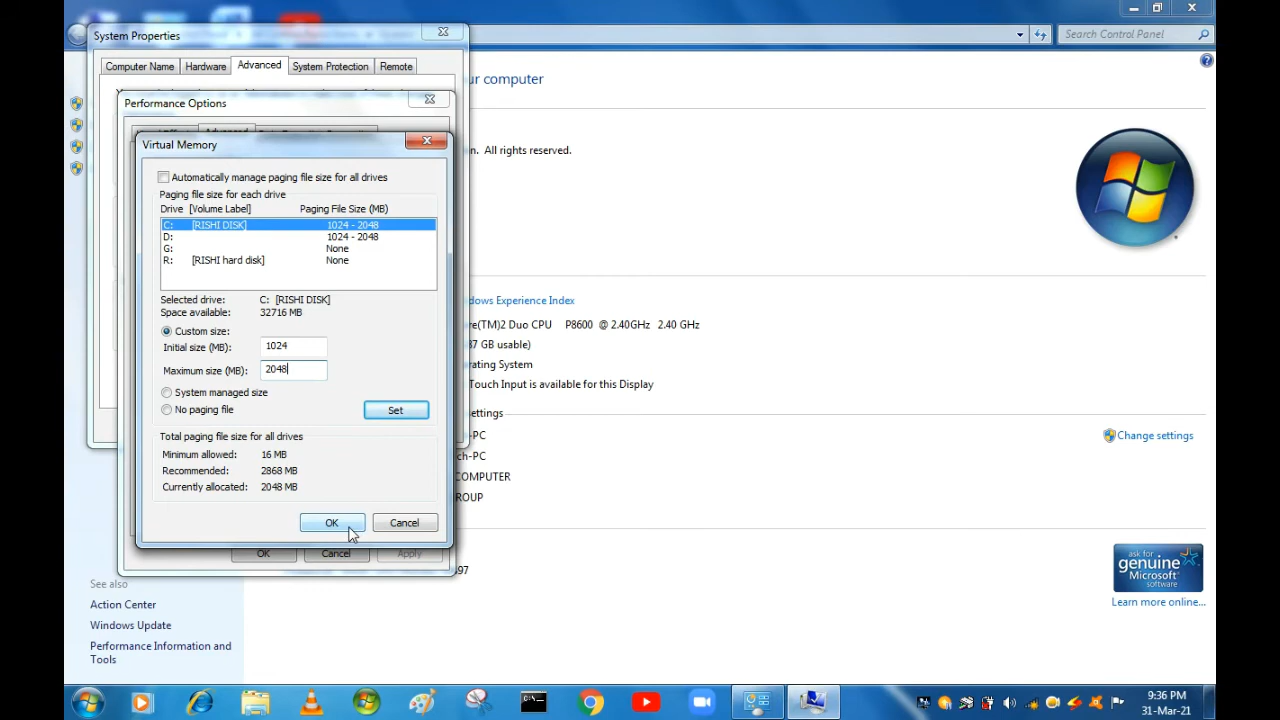 System Properties
Search Control Panel
Computer Name
Hardware
Advanced
System Protection
Remote
ur computer
Performance Options
Virtual Memory
n. All rights reserved.
Automatically manage paging file size for all drives
Paging file size for each drive
Drive [Volume Label] Paging File Size (MB)
C: [RISHI DISK] 1024 - 2048
D: 1024 - 2048
G: None
R: [RISHI hard disk] None
Selected drive: C: [RISHI DISK]
Space available: 32716 MB
dows Experience Index
Custom size:
re(TM)2 Duo CPU P8600 @ 2.40GHz 2.40 GHz
Initial size (MB): 1024
37 GB usable)
Maximum size (MB): 2048
rating System
Touch Input is available for this Display
System managed size
No paging file
Set
ettings
Total paging file size for all drives
-PC
Change settings
Minimum allowed: 16 MB
ch-PC
Recommended: 2868 MB
COMPUTER
Currently allocated: 2048 MB
ROUP
OK
Cancel
OK
Cancel
Apply
497
See also
Action Center
Windows Update
Performance Information and
Tools
ask for
genuine
Microsoft
software
Learn more online...
9:36 PM
31-Mar-21